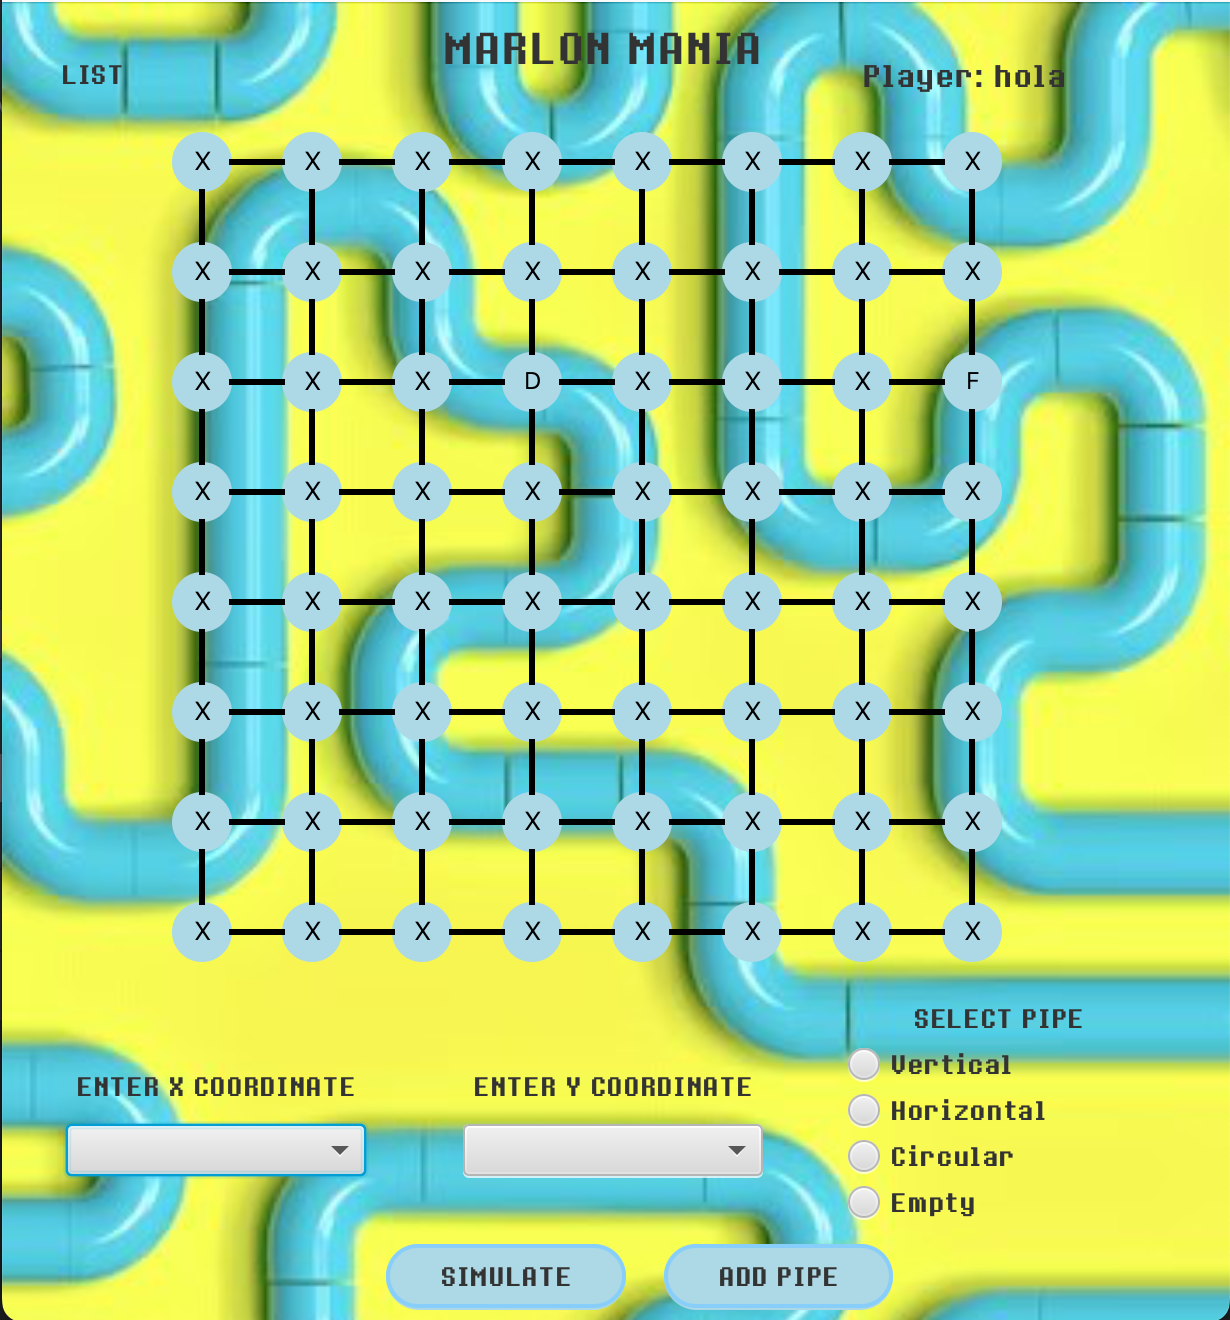 MARLON MANIA
LIST
Player: hola
X X X X X X X X
X X X X X X X X
X X X D X X X F
X X X X X X X X
X X X X X X X X
X X X X X X X X
X X X X X X X X
X X X X X X X X
SELECT PIPE
ENTER X COORDINATE
ENTER Y COORDINATE
Vertical
Horizontal
Circular
Empty
SIMULATE
ADD PIPE